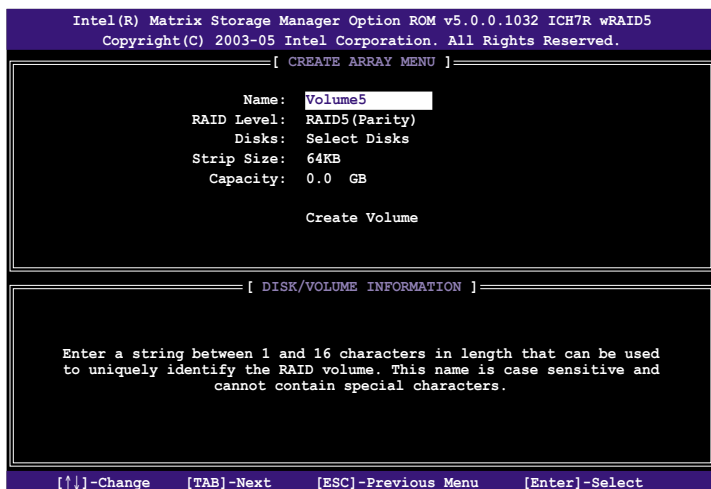 Intel(R) Matrix Storage Manager Option ROM v5.0.0.1032 ICH7R wRAID5
Copyright(C) 2003-05 Intel Corporation. All Rights Reserved.
[ CREATE ARRAY MENU ]
Name: Volume5
RAID Level: RAID5(Parity)
Disks: Select Disks
Strip Size: 64KB
Capacity: 0.0 GB
Create Volume
[ DISK/VOLUME INFORMATION ]
Enter a string between 1 and 16 characters in length that can be used
to uniquely identify the RAID volume. This name is case sensitive and
cannot contain special characters.
[↑↓]-Change [TAB]-Next [ESC]-Previous Menu [Enter]-Select